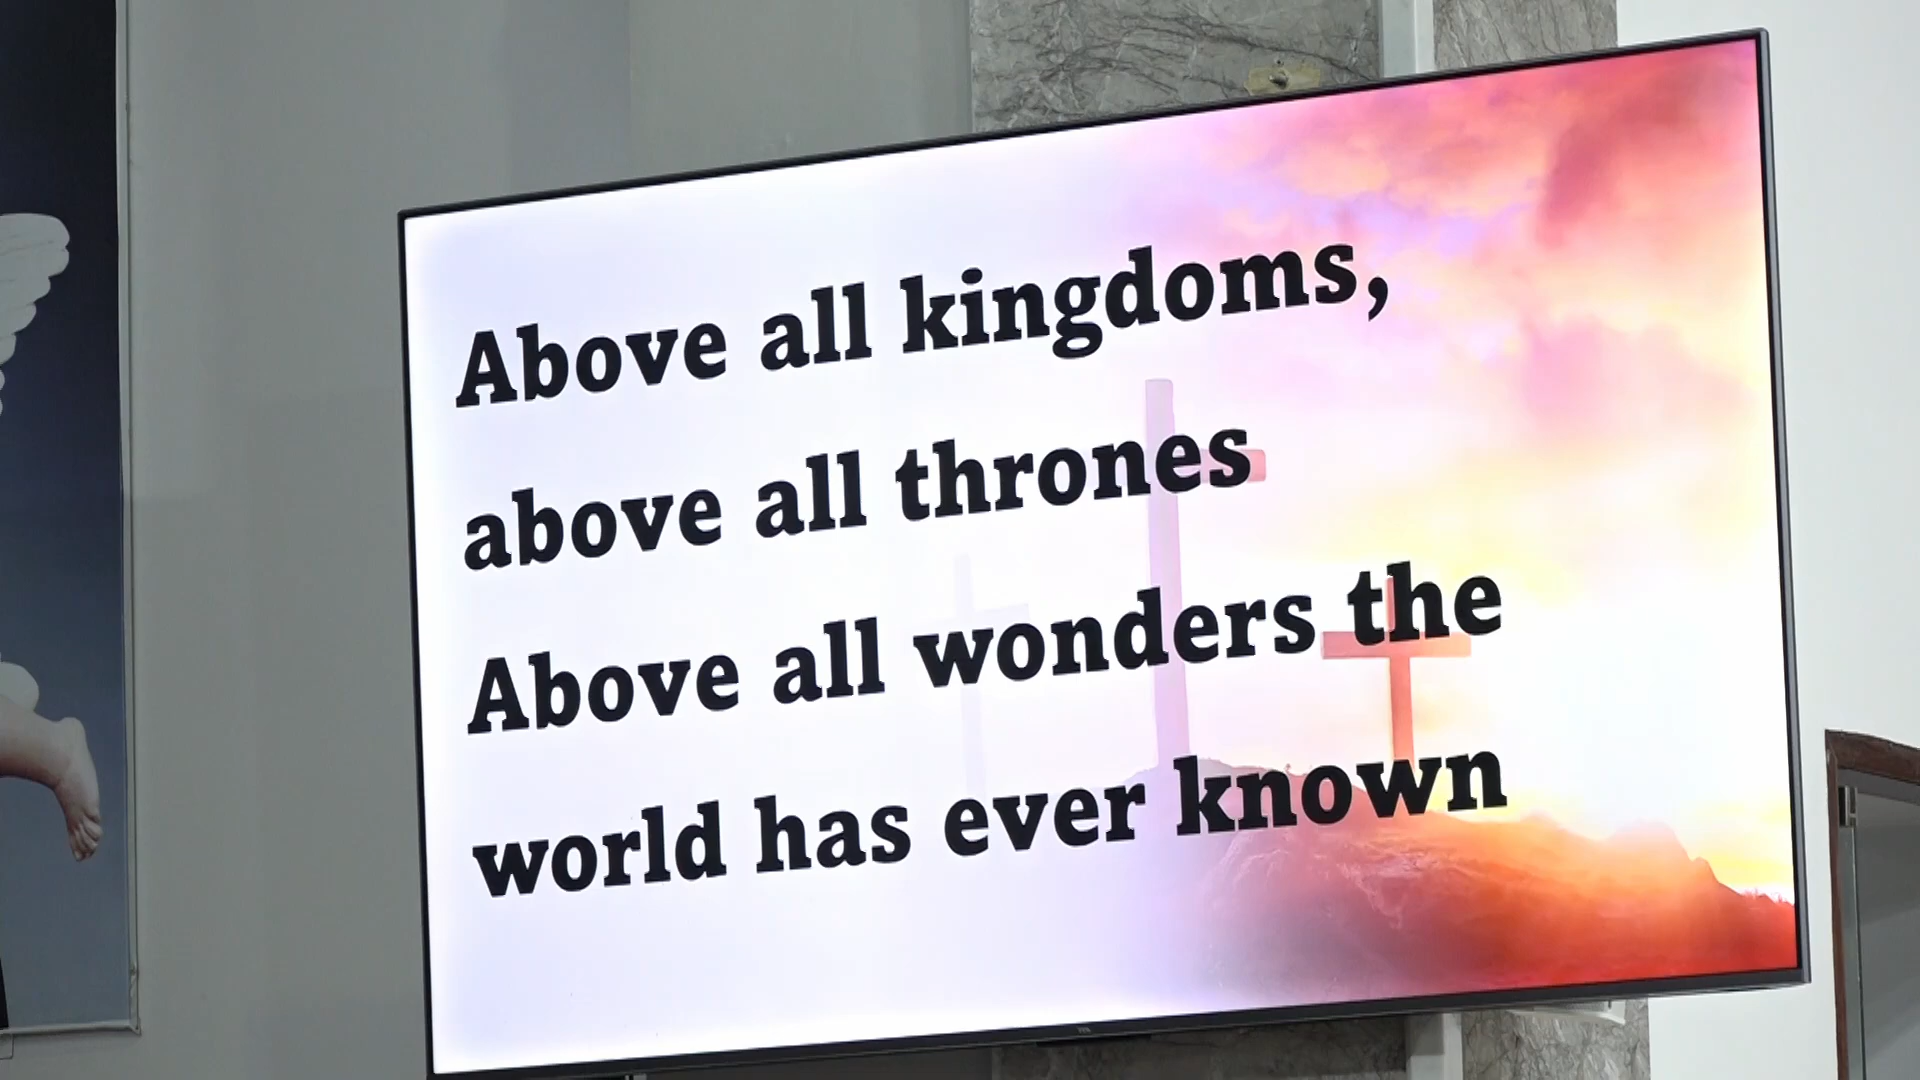 Above all kingdoms,
above all thrones
Above all wonders the
world has ever known